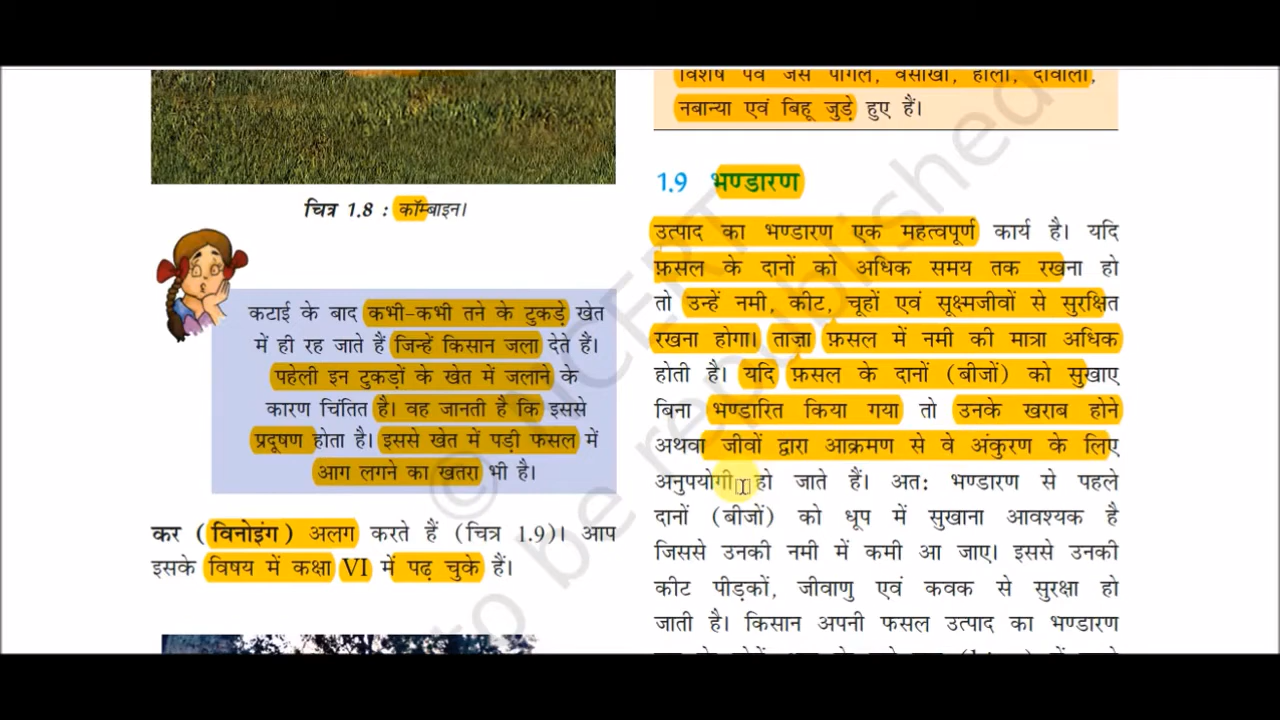 चित्र 1.8 : कॉम्बाइन।
कटाई के बाद कभी-कभी तने के टुकड़े खेत
में ही रह जाते हैं जिन्हें किसान जला देते हैं।
पहेली इन टुकड़ों के खेत में जलाने के
कारण चिंतित है। वह जानती है कि इससे
प्रदूषण होता है। इससे खेत में पड़ी फसल में
आग लगने का खतरा भी है।
कर (विनोइंग) अलग करते हैं (चित्र 1.9)। आप
इसके विषय में कक्षा VI में पढ़ चुके हैं।
विशेष पर्व जैसे पोंगल, वैसाखी, होली, दीवाली,
नबान्या एवं बिहू जुड़े हुए हैं।
1.9 भण्डारण
उत्पाद का भण्डारण एक महत्वपूर्ण कार्य है। यदि
फ़सल के दानों को अधिक समय तक रखना हो
तो उन्हें नमी, कीट, चूहों एवं सूक्ष्मजीवों से सुरक्षित
रखना होगा। ताज़ा फ़सल में नमी की मात्रा अधिक
होती है। यदि फ़सल के दानों (बीजों) को सुखाए
बिना भण्डारित किया गया तो उनके खराब होने
अथवा जीवों द्वारा आक्रमण से वे अंकुरण के लिए
अनुपयोगी हो जाते हैं। अतः भण्डारण से पहले
दानों (बीजों) को धूप में सुखाना आवश्यक है
जिससे उनकी नमी में कमी आ जाए। इससे उनकी
कीट पीड़कों, जीवाणु एवं कवक से सुरक्षा हो
जाती है। किसान अपनी फसल उत्पाद का भण्डारण
© NCERT
to be republished